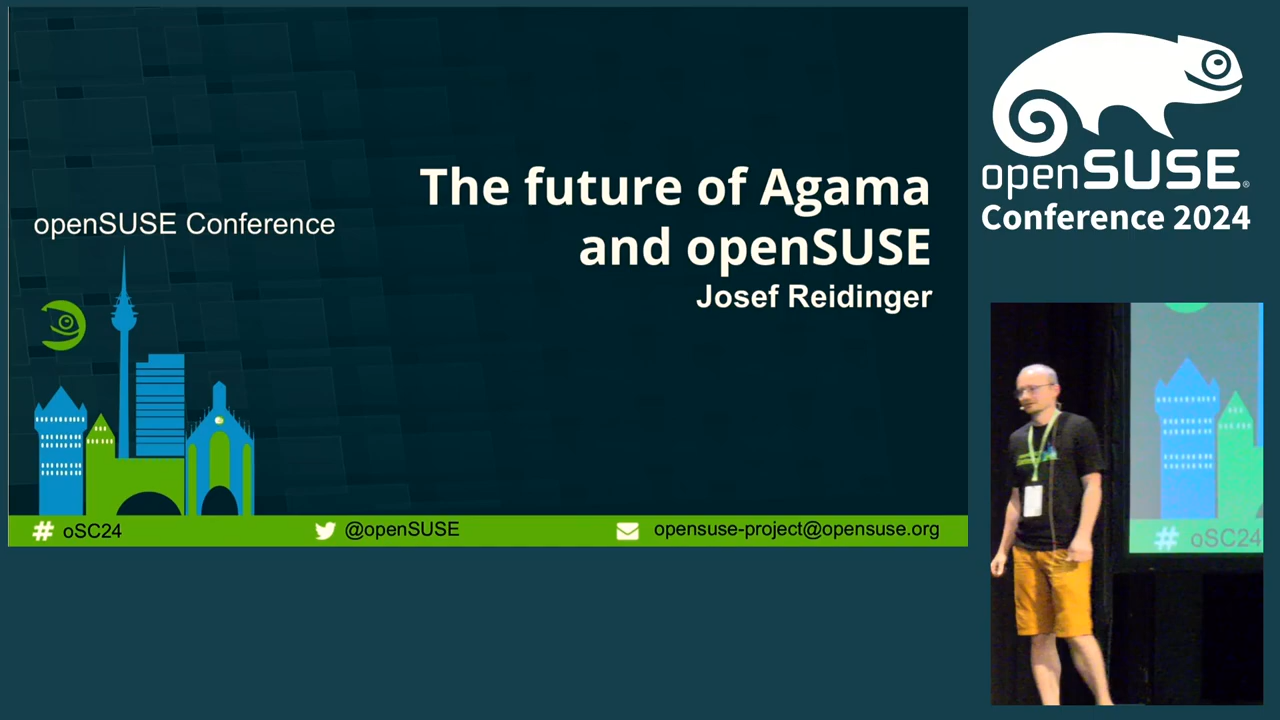 openSUSE Conference
The future of Agama
and openSUSE
Josef Reidinger
# oSC24
@openSUSE
opensuse-project@opensuse.org
openSUSE®
Conference 2024
# oSC24